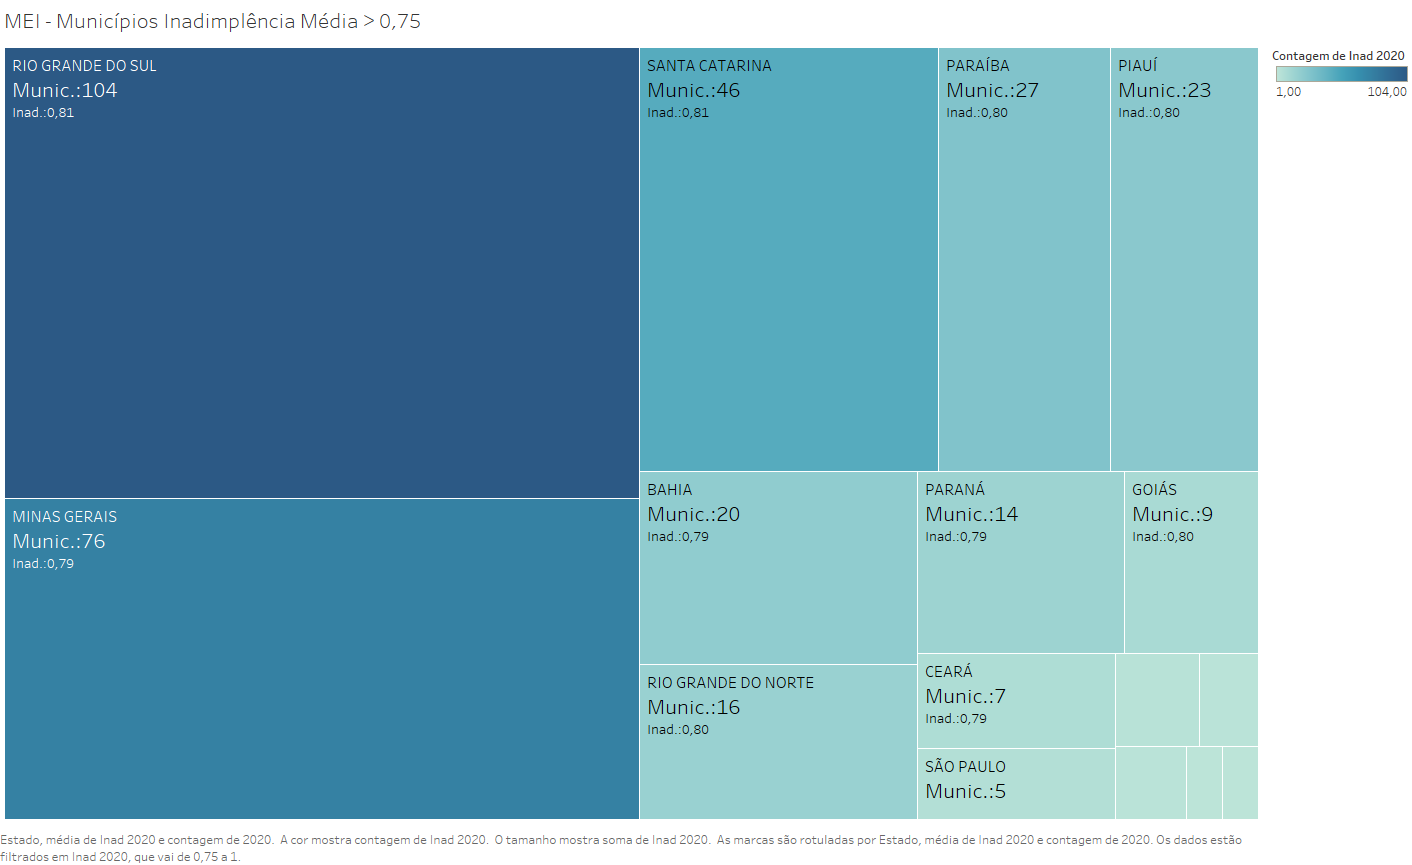 MEI - Municípios Inadimplência Média > 0,75
RIO GRANDE DO SUL
Munic.:104
Inad.:0,81
SANTA CATARINA
Munic.:46
Inad.:0,81
PARAÍBA
Munic.:27
Inad.:0,80
PIAUÍ
Munic.:23
Inad.:0,80
Contagem de Inad 2020
1,00
104,00
MINAS GERAIS
Munic.:76
Inad.:0,79
BAHIA
Munic.:20
Inad.:0,79
PARANÁ
Munic.:14
Inad.:0,79
GOIÁS
Munic.:9
Inad.:0,80
RIO GRANDE DO NORTE
Munic.:16
Inad.:0,80
CEARÁ
Munic.:7
Inad.:0,79
SÃO PAULO
Munic.:5
Estado, média de Inad 2020 e contagem de 2020.  A cor mostra contagem de Inad 2020.  O tamanho mostra soma de Inad 2020.  As marcas são rotuladas por Estado, média de Inad 2020 e contagem de 2020. Os dados estão
filtrados em Inad 2020, que vai de 0,75 a 1.